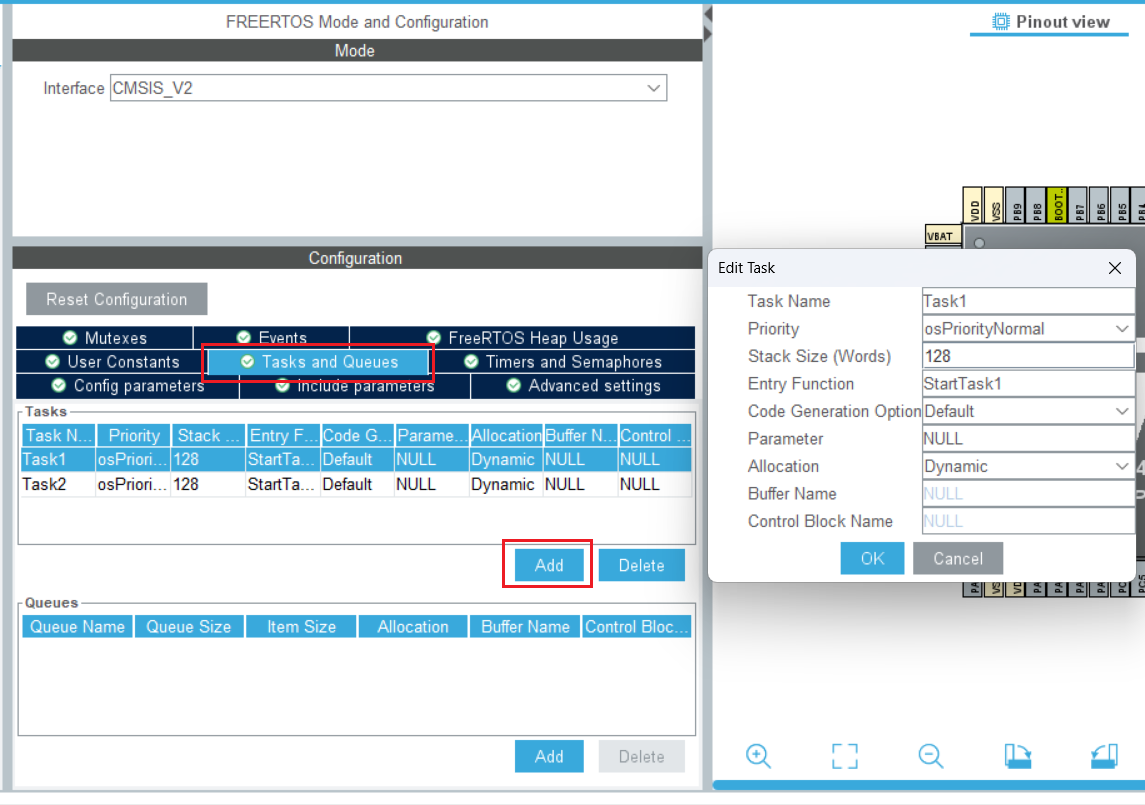 FREERTOS Mode and Configuration
Mode
Interface CMSIS_V2
Configuration
Reset Configuration
Mutexes Events FreeRTOS Heap Usage
User Constants Tasks and Queues Timers and Semaphores
Config parameters Include parameters Advanced settings
Tasks
Task N... Priority Stack ... Entry F... Code G... Parame... Allocation Buffer N... Control ...
Task1 osPriori... 128 StartTa... Default NULL Dynamic NULL NULL
Task2 osPriori... 128 StartTa... Default NULL Dynamic NULL NULL
Add Delete
Queues
Queue Name Queue Size Item Size Allocation Buffer Name Control Bloc...
Add Delete
Pinout view
VDD VSS PB9 PB8 BOOT.. PB7 PB6 PB5
VBAT
Edit Task
Task Name Task1
Priority osPriorityNormal
Stack Size (Words) 128
Entry Function StartTask1
Code Generation Option Default
Parameter NULL
Allocation Dynamic
Buffer Name NULL
Control Block Name NULL
OK Cancel